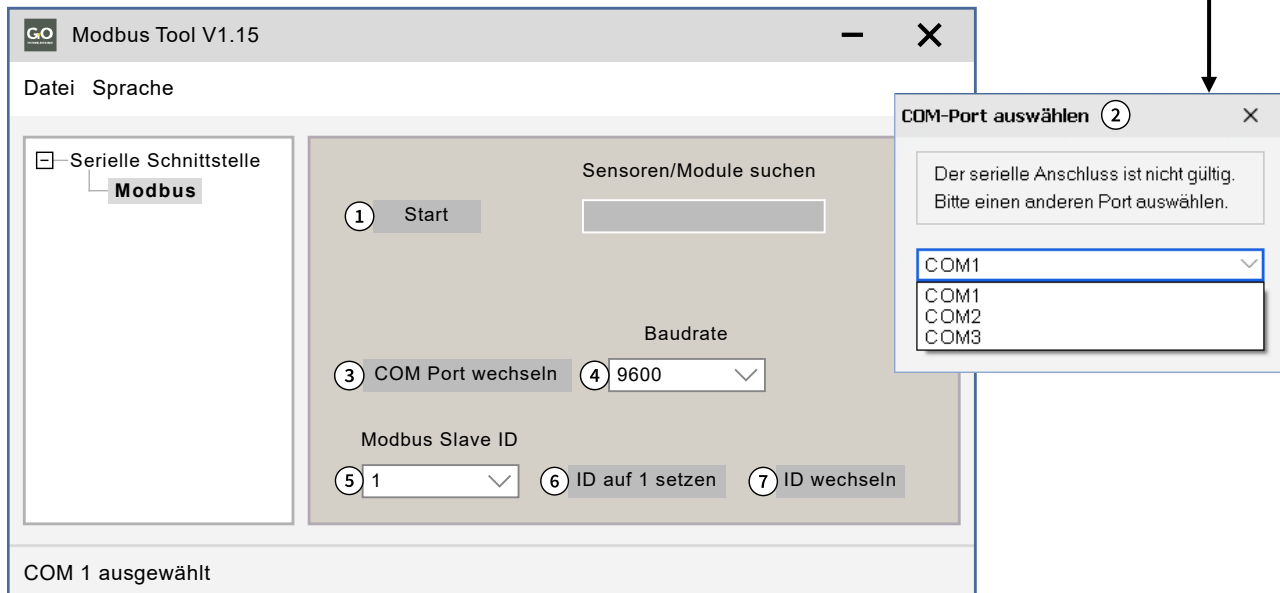 GO
Modbus Tool V1.15
Datei Sprache
Serielle Schnittstelle
Modbus
Sensoren/Module suchen
1 Start
Baudrate
3 COM Port wechseln 4 9600
Modbus Slave ID
5 1 6 ID auf 1 setzen 7 ID wechseln
COM 1 ausgewählt
COM-Port auswählen 2
Der serielle Anschluss ist nicht gültig.
Bitte einen anderen Port auswählen.
COM1
COM1
COM2
COM3